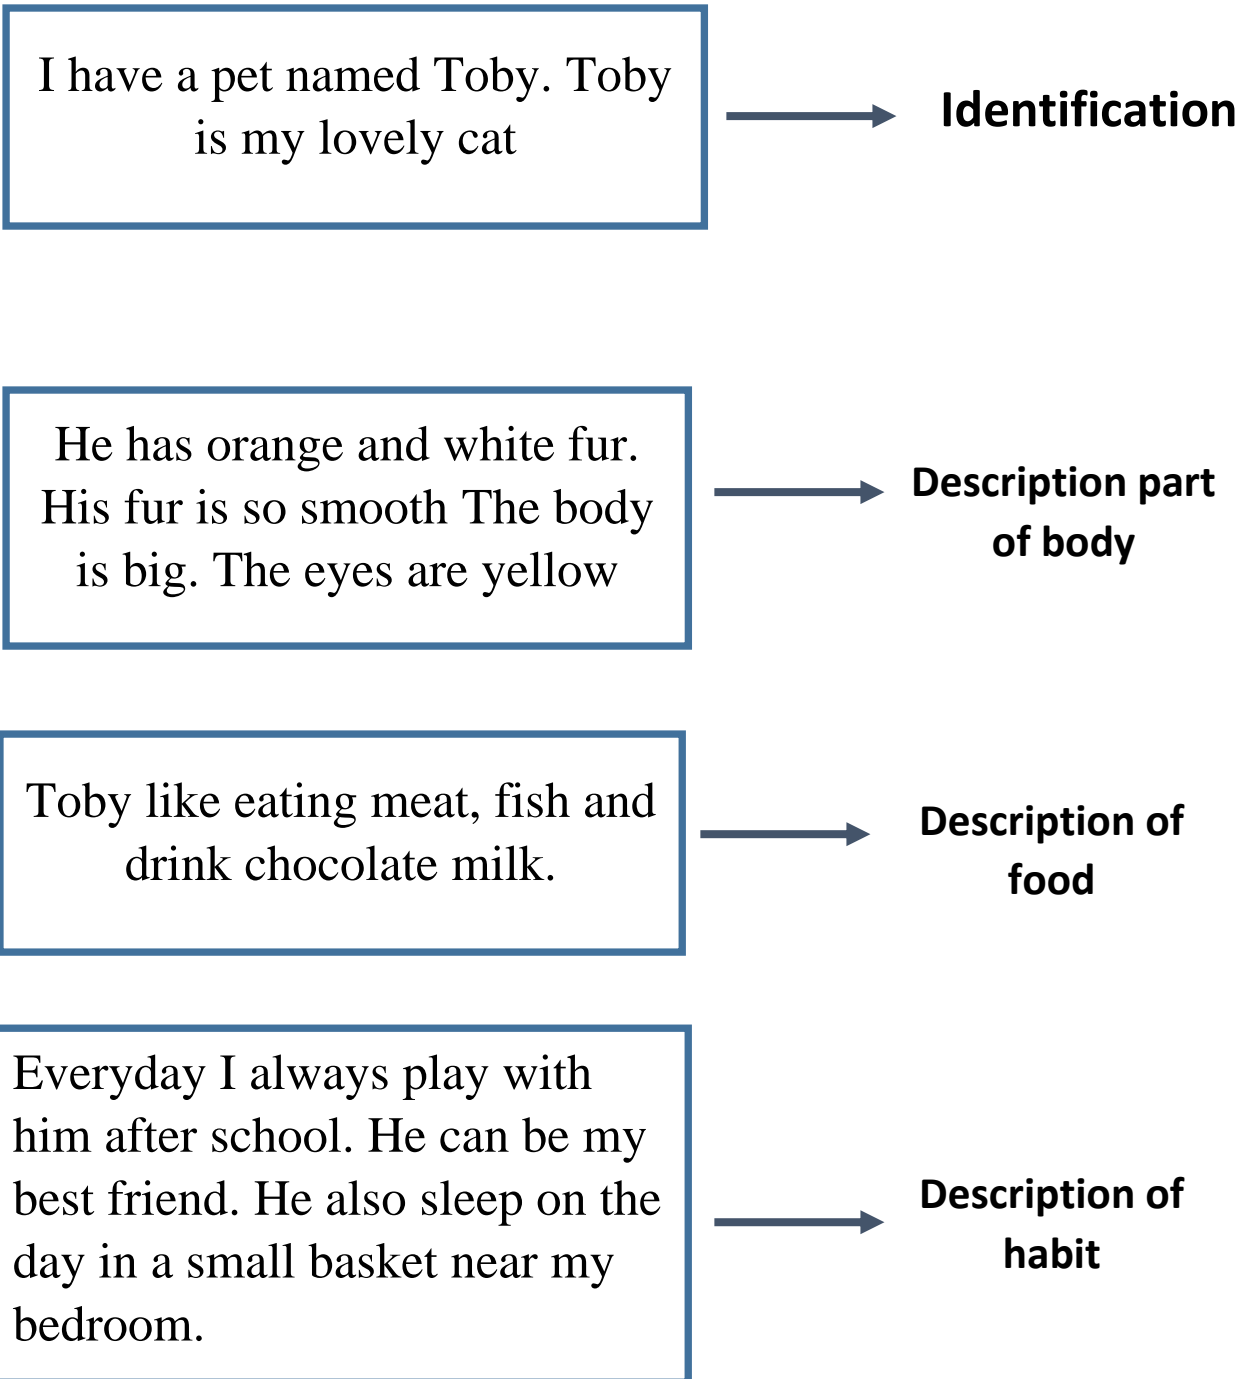 I have a pet named Toby. Toby
is my lovely cat
Identification
He has orange and white fur.
His fur is so smooth The body
is big. The eyes are yellow
Description part
of body
Toby like eating meat, fish and
drink chocolate milk.
Description of
food
Everyday I always play with
him after school. He can be my
best friend. He also sleep on the
day in a small basket near my
bedroom.
Description of
habit